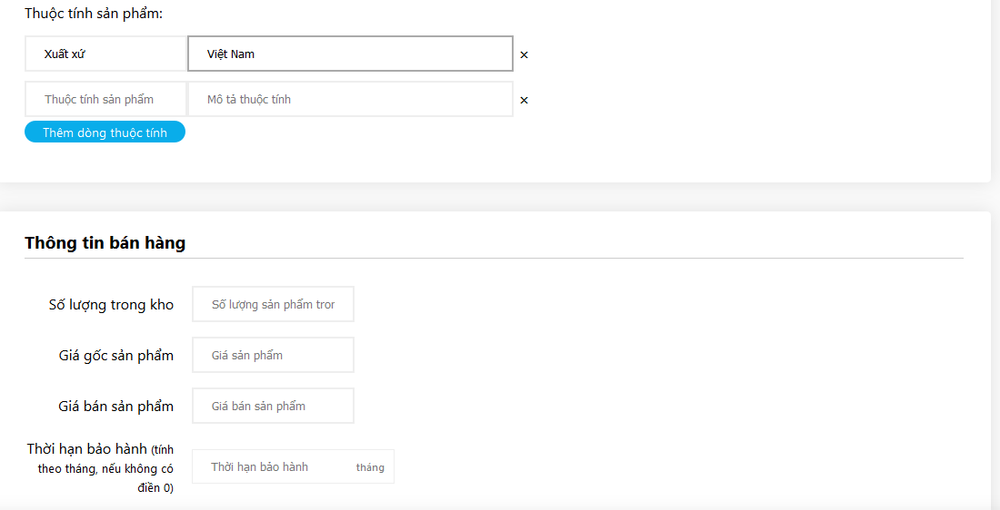 Thuộc tính sản phẩm:
Xuất xứ Việt Nam ×
Thuộc tính sản phẩm Mô tả thuộc tính ×
Thêm dòng thuộc tính
Thông tin bán hàng
Số lượng trong kho Số lượng sản phẩm tror
Giá gốc sản phẩm Giá sản phẩm
Giá bán sản phẩm Giá bán sản phẩm
Thời hạn bảo hành (tính
theo tháng, nếu không có
điền 0)
Thời hạn bảo hành tháng